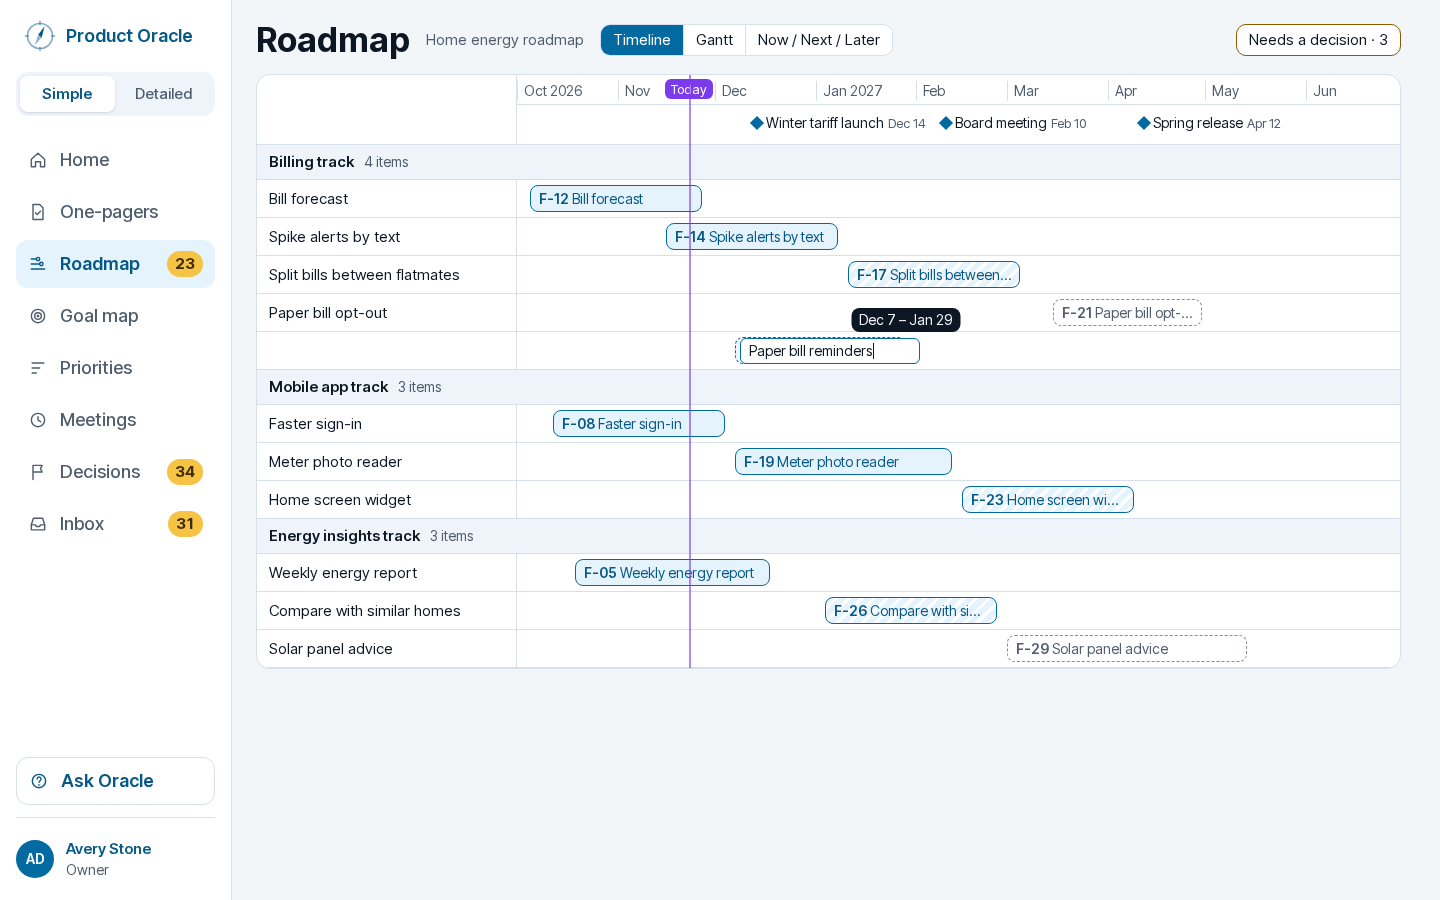 Product Oracle
Simple Detailed
Home
One-pagers
Roadmap 23
Goal map
Priorities
Meetings
Decisions 34
Inbox 31
Ask Oracle
AD Avery Stone
Owner
Roadmap Home energy roadmap Timeline Gantt Now / Next / Later Needs a decision · 3
Oct 2026 Nov Today Dec Jan 2027 Feb Mar Apr May Jun
Winter tariff launch Dec 14 Board meeting Feb 10 Spring release Apr 12
Billing track 4 items
Bill forecast F-12 Bill forecast
Spike alerts by text F-14 Spike alerts by text
Split bills between flatmates F-17 Split bills between…
Paper bill opt-out F-21 Paper bill opt-…
Dec 7 – Jan 29
Paper bill reminders
Mobile app track 3 items
Faster sign-in F-08 Faster sign-in
Meter photo reader F-19 Meter photo reader
Home screen widget F-23 Home screen wi…
Energy insights track 3 items
Weekly energy report F-05 Weekly energy report
Compare with similar homes F-26 Compare with si…
Solar panel advice F-29 Solar panel advice